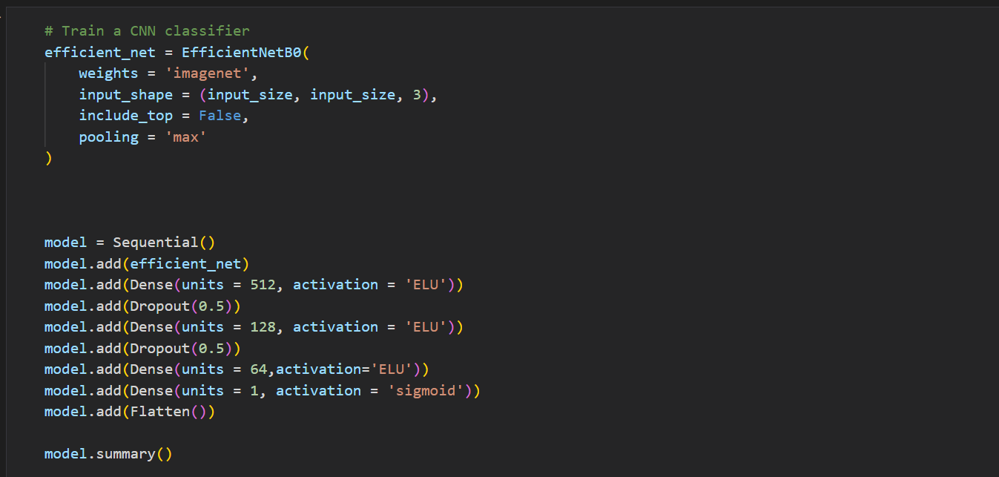 # Train a CNN classifier
efficient_net = EfficientNetB0(
    weights = 'imagenet',
    input_shape = (input_size, input_size, 3),
    include_top = False,
    pooling = 'max'
)
model = Sequential()
model.add(efficient_net)
model.add(Dense(units = 512, activation = 'ELU'))
model.add(Dropout(0.5))
model.add(Dense(units = 128, activation = 'ELU'))
model.add(Dropout(0.5))
model.add(Dense(units = 64,activation='ELU'))
model.add(Dense(units = 1, activation = 'sigmoid'))
model.add(Flatten())
model.summary()